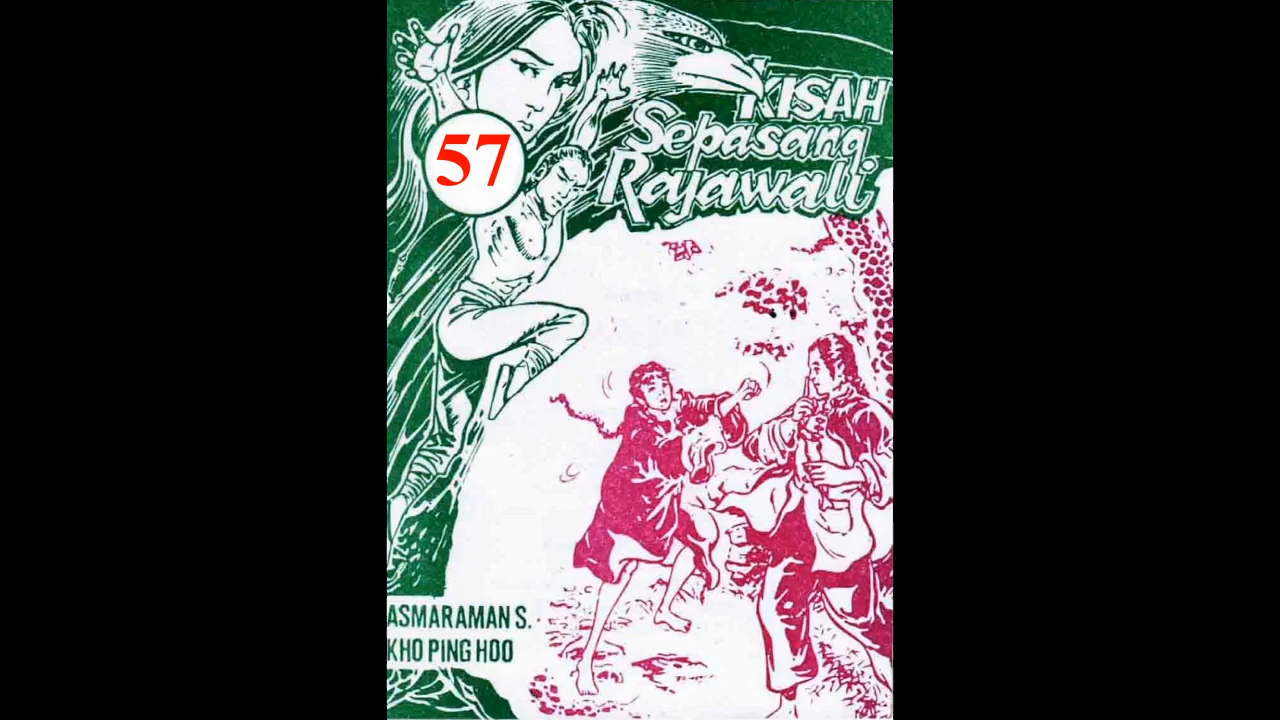 KISAH
Sepasang
Rajawali
57
ASMARAMAN S.
KHO PING HOO